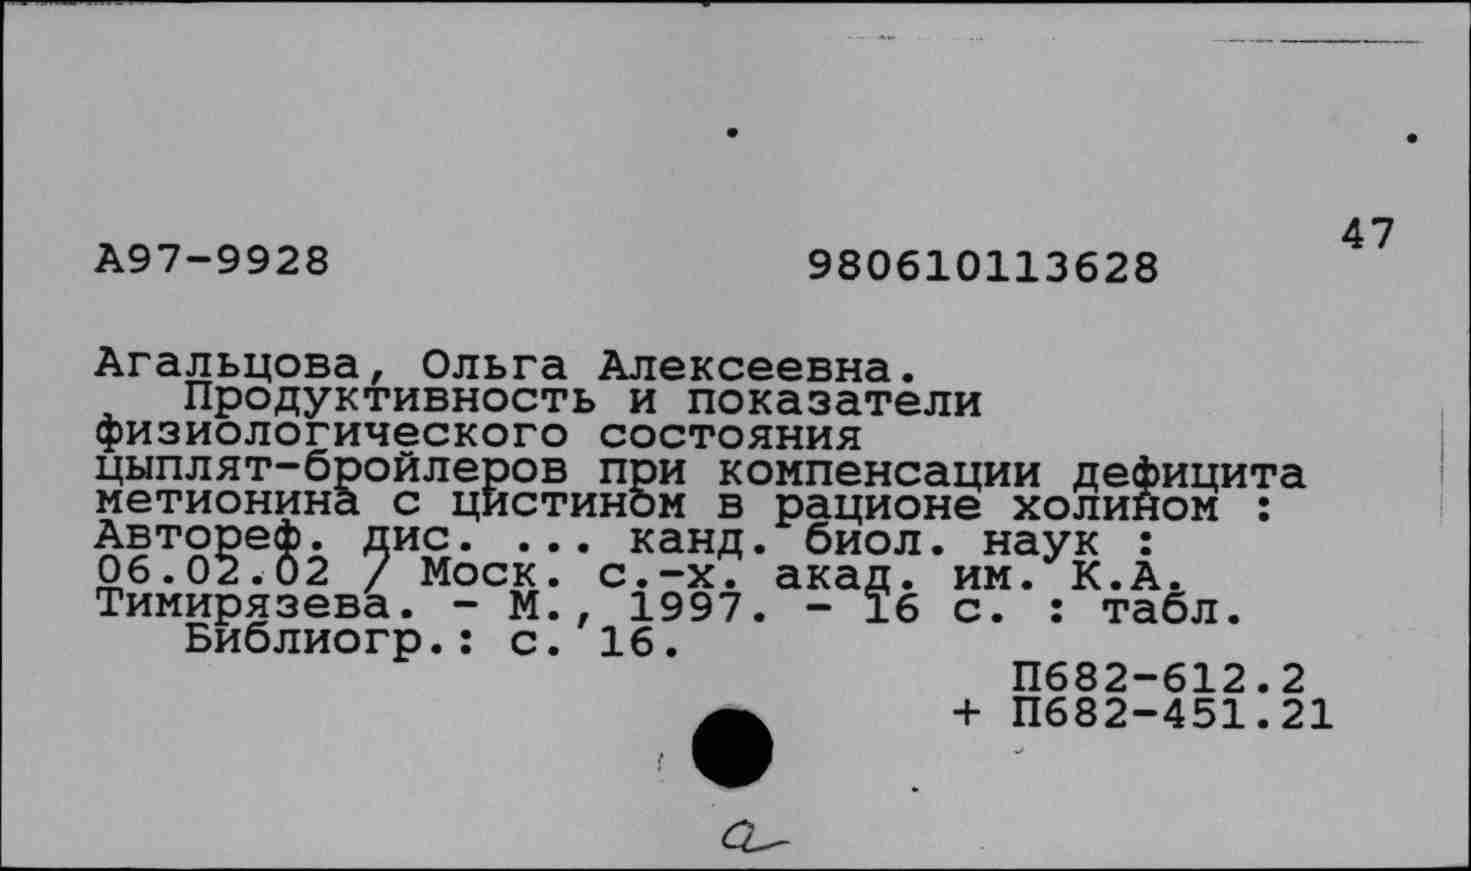 47
А97-9928 980610113628
Агальцова, Ольга Алексеевна.
Продуктивность и показатели
физиологического состояния
цыплят-бройлеров при компенсации дефицита
метионина с цистином в рационе холином :
Автореф. дис. ... канд. биол. наук :
06.02.02 / Моск. с.-х. акад. им. К.А.
Тимирязева. - М., 1997. - 16 с. : табл.
Библиогр.: с. 16.
П682-612.2
+ П682-451.21
а